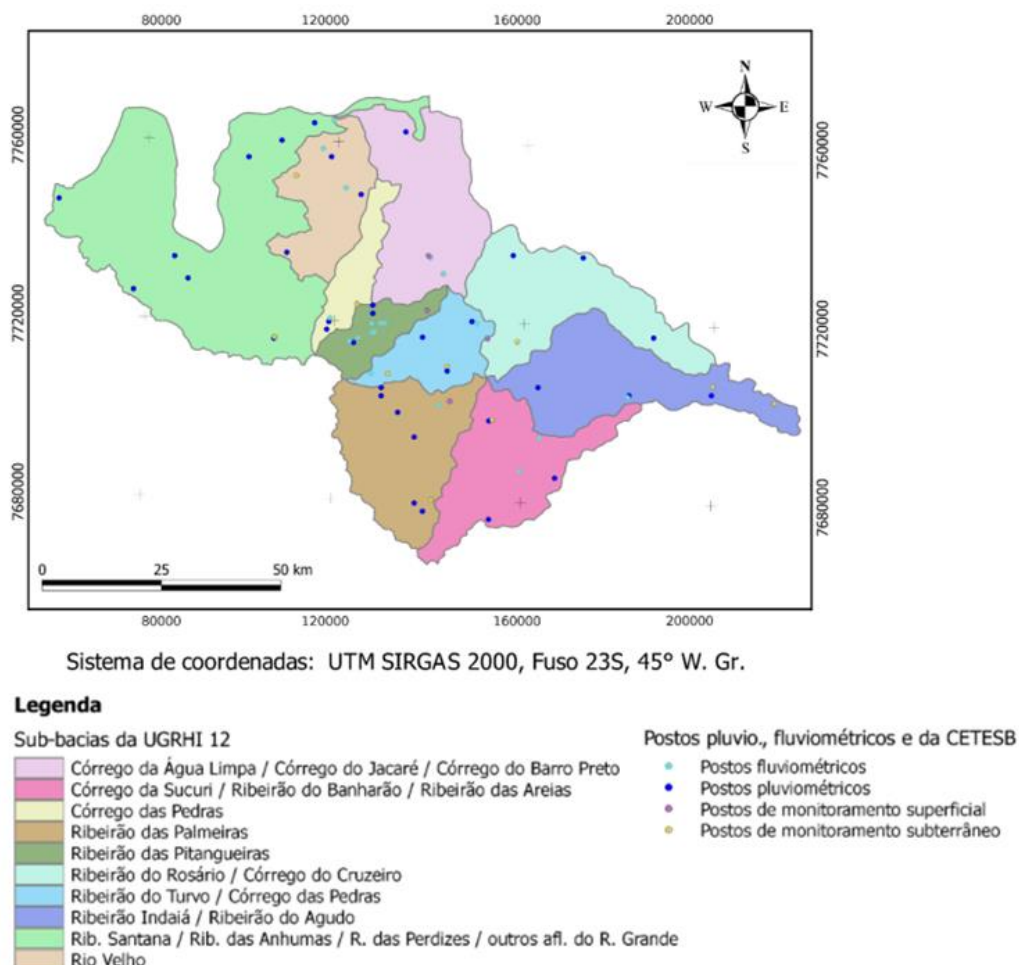 80000 120000 160000 200000
N
W E
S
7760000 7760000
7720000 7720000
7680000 7680000
0 25 50 km
80000 120000 160000 200000
Sistema de coordenadas: UTM SIRGAS 2000, Fuso 23S, 45° W. Gr.
Legenda
Sub-bacias da UGRHI 12
Córrego da Água Limpa / Córrego do Jacaré / Córrego do Barro Preto
Córrego da Sucuri / Ribeirão do Banharão / Ribeirão das Areias
Córrego das Pedras
Ribeirão das Palmeiras
Ribeirão das Pitangueiras
Ribeirão do Rosário / Córrego do Cruzeiro
Ribeirão do Turvo / Córrego das Pedras
Ribeirão Indaiá / Ribeirão do Agudo
Rib. Santana / Rib. das Anhumas / R. das Perdizes / outros afl. do R. Grande
Rio Velho
Postos pluvio., fluviométricos e da CETESB
Postos fluviométricos
Postos pluviométricos
Postos de monitoramento superficial
Postos de monitoramento subterrâneo